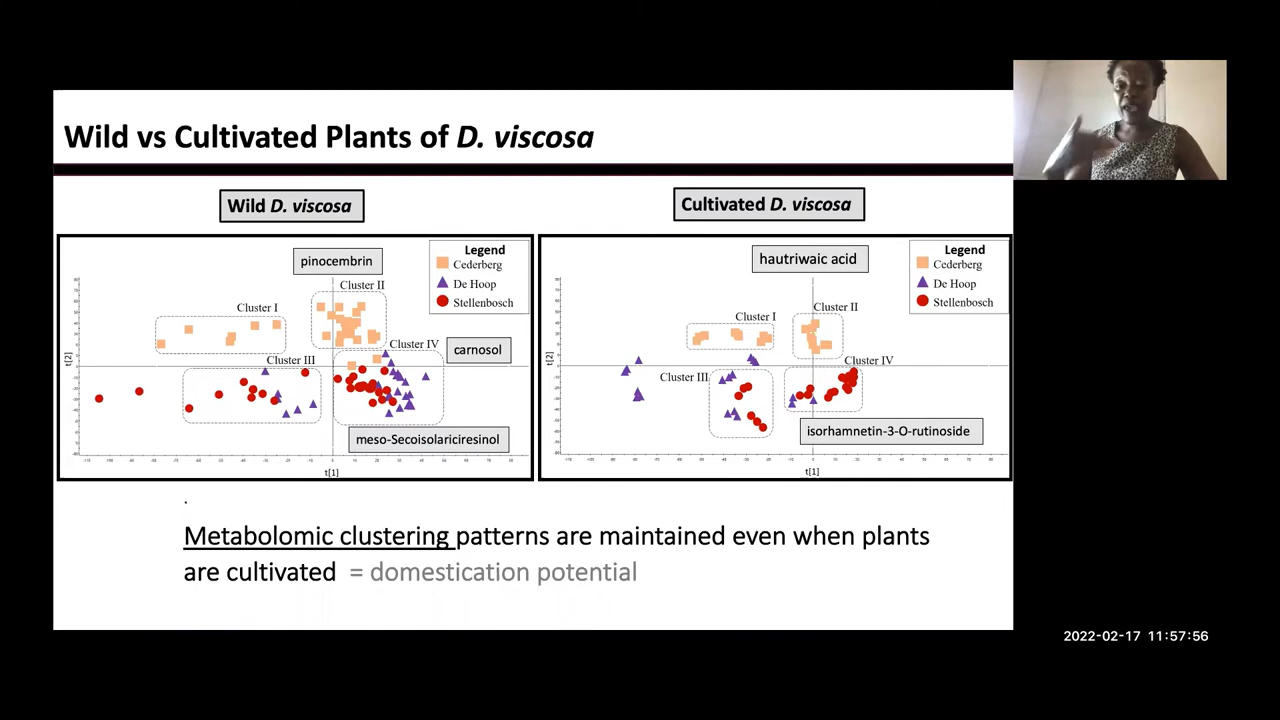 Wild vs Cultivated Plants of D. viscosa
Wild D. viscosa
pinocembrin
Legend
Cederberg
De Hoop
Stellenbosch
Cluster I
Cluster II
Cluster III
Cluster IV
carnosol
meso-Secoisolariciresinol
t[2]
t[1]
Cultivated D. viscosa
hautriwaic acid
Legend
Cederberg
De Hoop
Stellenbosch
Cluster I
Cluster II
Cluster III
Cluster IV
isorhamnetin-3-O-rutinoside
t[2]
t[1]
Metabolomic clustering patterns are maintained even when plants
are cultivated = domestication potential
2022-02-17 11:57:56